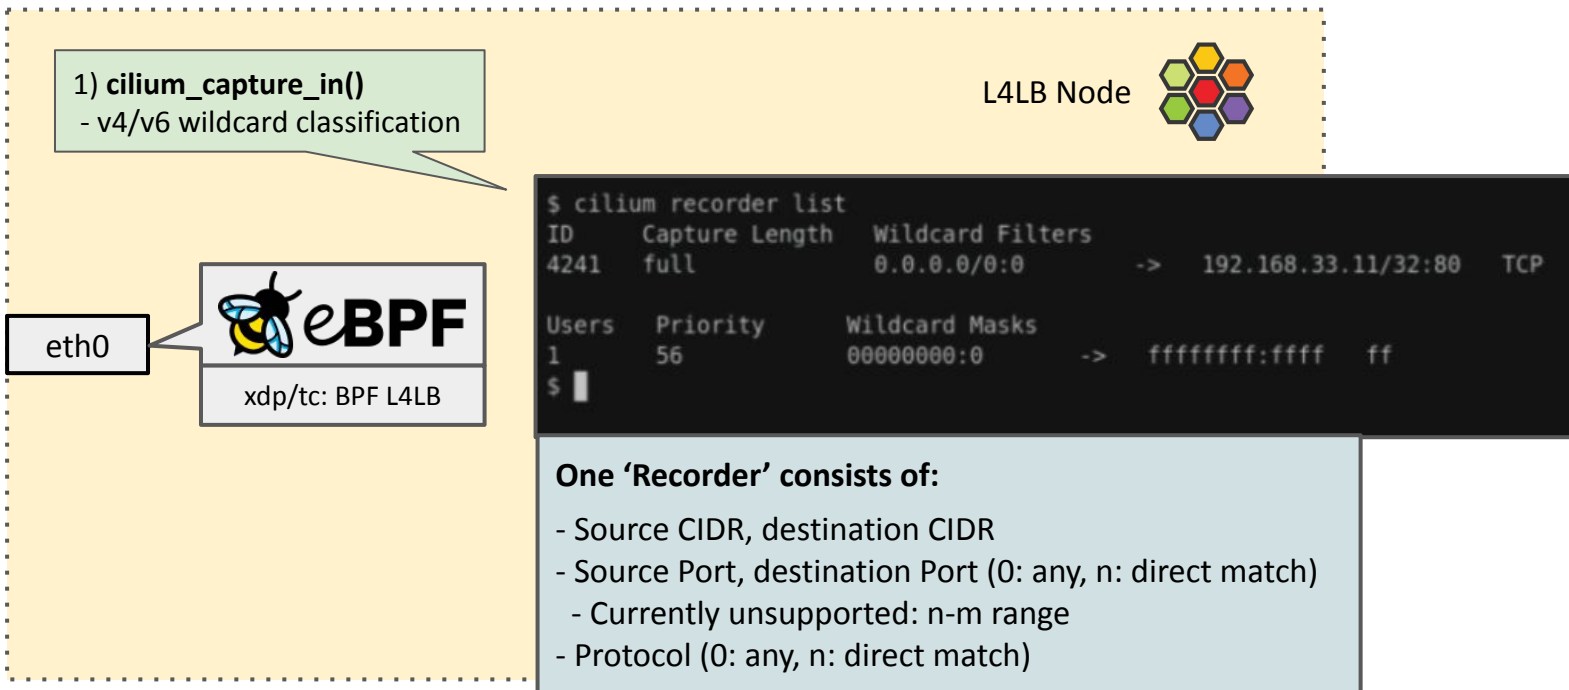 1) cilium_capture_in()
- v4/v6 wildcard classification
L4LB Node
$ cilium recorder list
ID Capture Length Wildcard Filters
4241 full 0.0.0.0/0:0 -> 192.168.33.11/32:80 TCP
Users Priority Wildcard Masks
1 56 00000000:0 -> ffffffff:ffff ff
$
eBPF
eth0
xdp/tc: BPF L4LB
One ‘Recorder’ consists of:
- Source CIDR, destination CIDR
- Source Port, destination Port (0: any, n: direct match)
- Currently unsupported: n-m range
- Protocol (0: any, n: direct match)